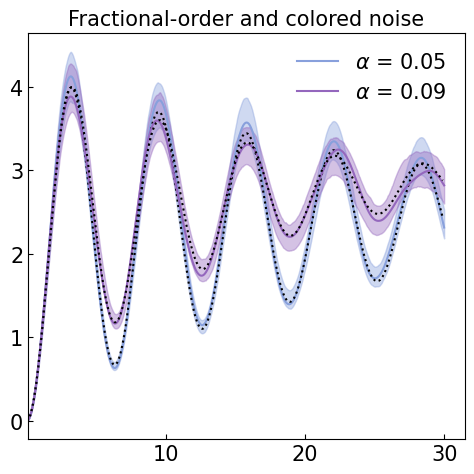 Fractional-order and colored noise
α = 0.05
α = 0.09
4
3
2
1
0
10 20 30